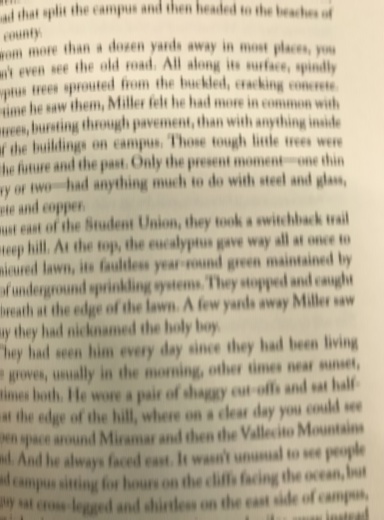 ad that split the campus and then headed to the beaches of
county.
rom more than a dozen yards away in most places, you
n't even see the old road. All along its surface, spindly
yptus trees sprouted from the buckled, cracking concrete.
time he saw them, Miller felt he had more in common with
trees, bursting through pavement, than with anything inside
f the buildings on campus. Those tough little trees were
he future and the past. Only the present moment—one thin
ry or two—had anything much to do with steel and glass,
ete and copper.
ust east of the Student Union, they took a switchback trail
teep hill. At the top, the eucalyptus gave way all at once to
nicured lawn, its faultless year-round green maintained by
of underground sprinkling systems. They stopped and caught
breath at the edge of the lawn. A few yards away Miller saw
uy they had nicknamed the holy boy.
They had seen him every day since they had been living
e groves, usually in the morning, other times near sunset,
times both. He wore a pair of shaggy cut-offs and sat half-
at the edge of the hill, where on a clear day you could see
pen space around Miramar and then the Vallecito Mountains
nd. And he always faced east. It wasn't unusual to see people
campus sitting for hours on the cliffs facing the ocean, but
uy sat cross-legged and shirtless on the east side of campus,
instead